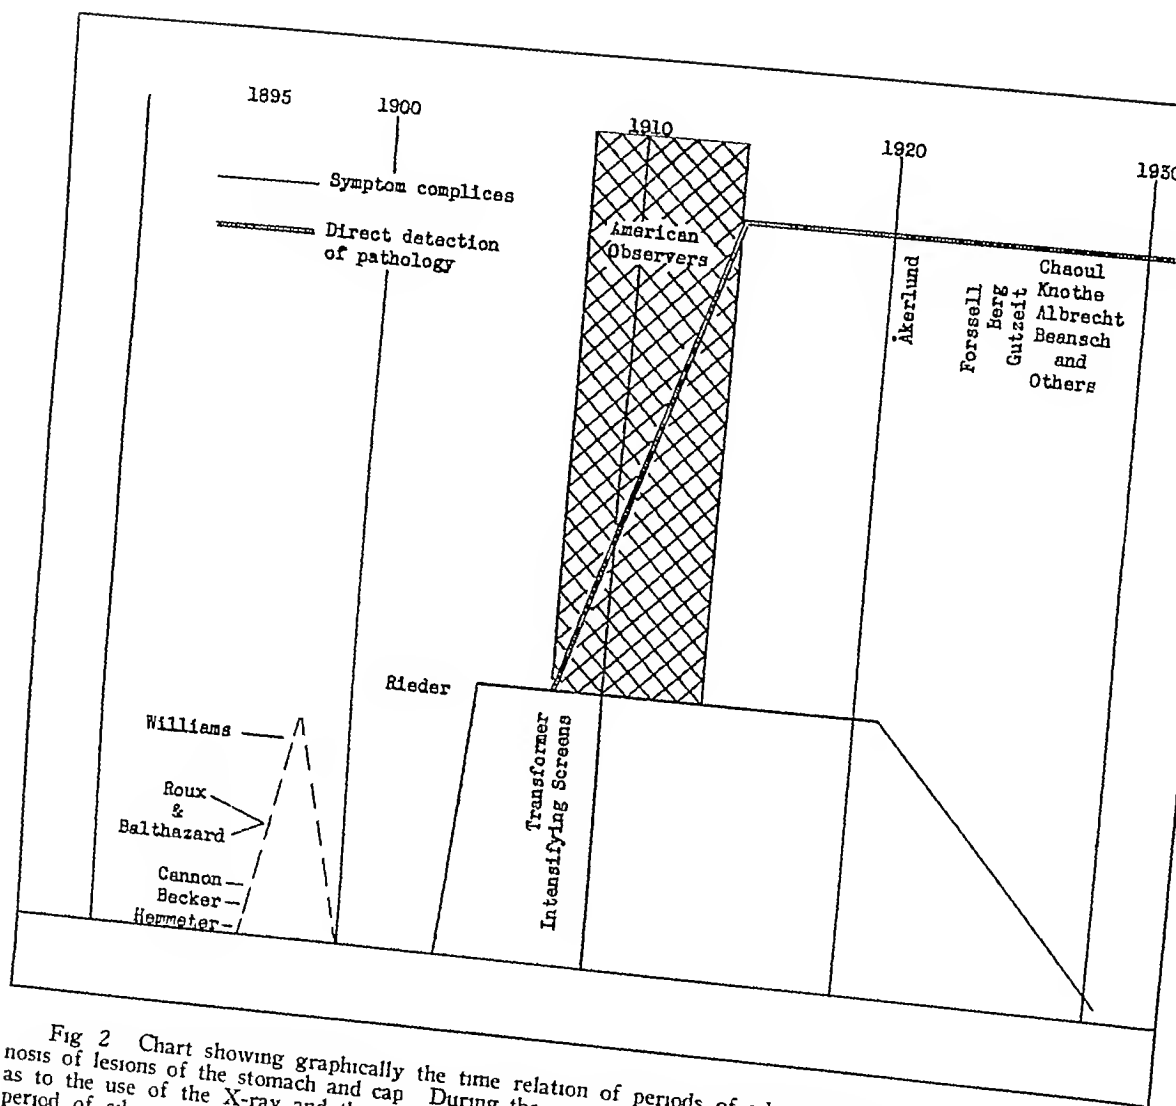 1895
1900
1910
1920
1930
Symptom complices
Direct detection
of pathology
American
Observers
Åkerlund
Forssell
Berg
Gutzeit
Chaoul
Knothe
Albrecht
Beansch
and
Others
Rieder
Williams
Roux
&
Balthazard
Cannon
Becker
Hemmeter
Transformer
Intensifying Screens
Fig 2 Chart showing graphically the time relation of periods of
nosis of lesions of the stomach and cap During the
as to the use of the X-ray and
period of